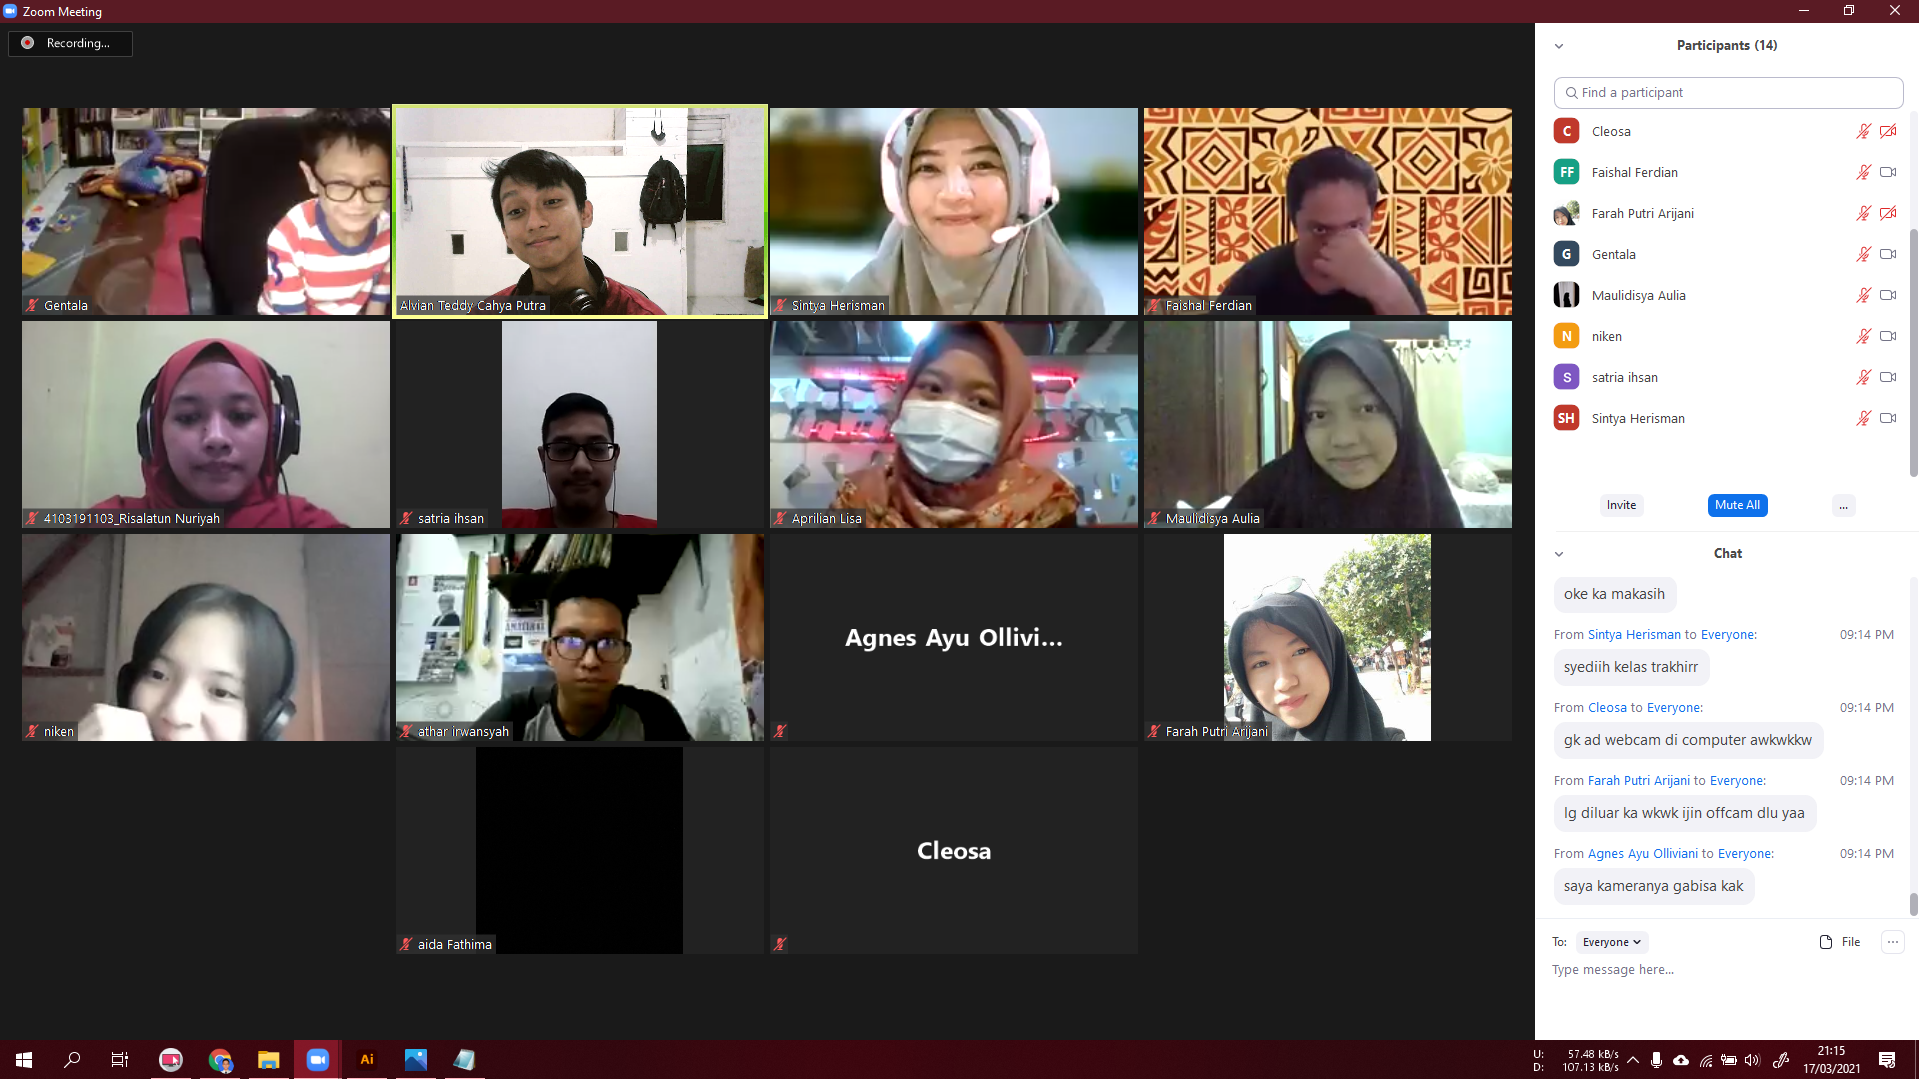 Zoom Meeting
Recording...
Gentala
Alvian Teddy Cahya Putra
Sintya Herisman
Faishal Ferdian
4103191103_Risalatun Nuriyah
satria ihsan
Aprilian Lisa
Maulidisya Aulia
niken
athar irwansyah
Agnes Ayu Ollivi...
Farah Putri Arijani
aida Fathima
Cleosa
Participants (14)
Find a participant
C Cleosa
FF Faishal Ferdian
Farah Putri Arijani
G Gentala
Maulidisya Aulia
N niken
S satria ihsan
SH Sintya Herisman
Invite
Mute All
...
Chat
oke ka makasih
From Sintya Herisman to Everyone: 09:14 PM
syediih kelas trakhirr
From Cleosa to Everyone: 09:14 PM
gk ad webcam di computer awkwkkw
From Farah Putri Arijani to Everyone: 09:14 PM
lg diluar ka wkwk ijin offcam dlu yaa
From Agnes Ayu Olliviani to Everyone: 09:14 PM
saya kameranya gabisa kak
To: Everyone
File
...
Type message here...
Ai
U: 57.48 kB/s
D: 107.13 kB/s
21:15
17/03/2021